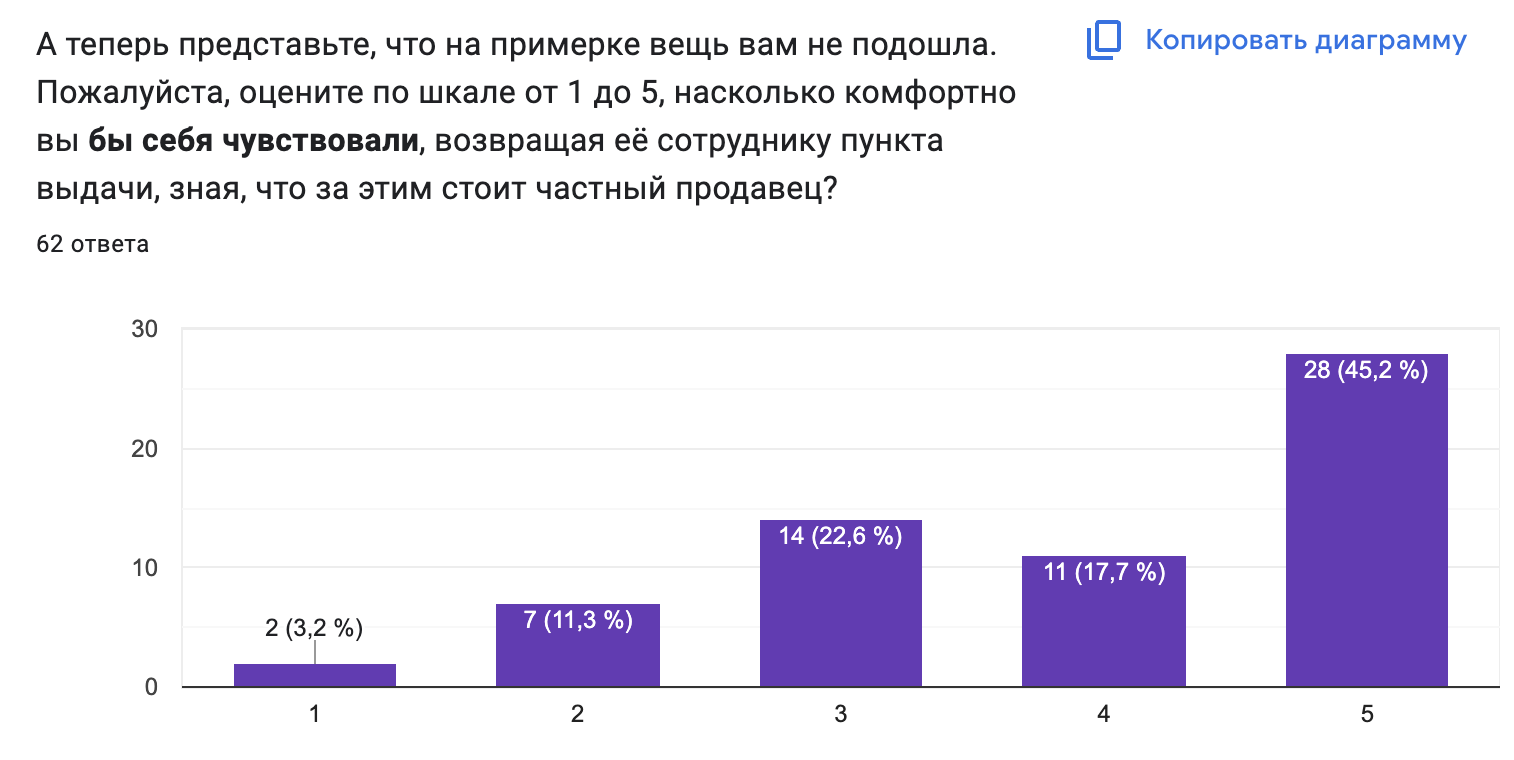 А теперь представьте, что на примерке вещь вам не подошла.
Пожалуйста, оцените по шкале от 1 до 5, насколько комфортно
вы бы себя чувствовали, возвращая её сотруднику пункта
выдачи, зная, что за этим стоит частный продавец?
Копировать диаграмму
62 ответа
30
20
10
0
2 (3,2 %)
7 (11,3 %)
14 (22,6 %)
11 (17,7 %)
28 (45,2 %)
1
2
3
4
5